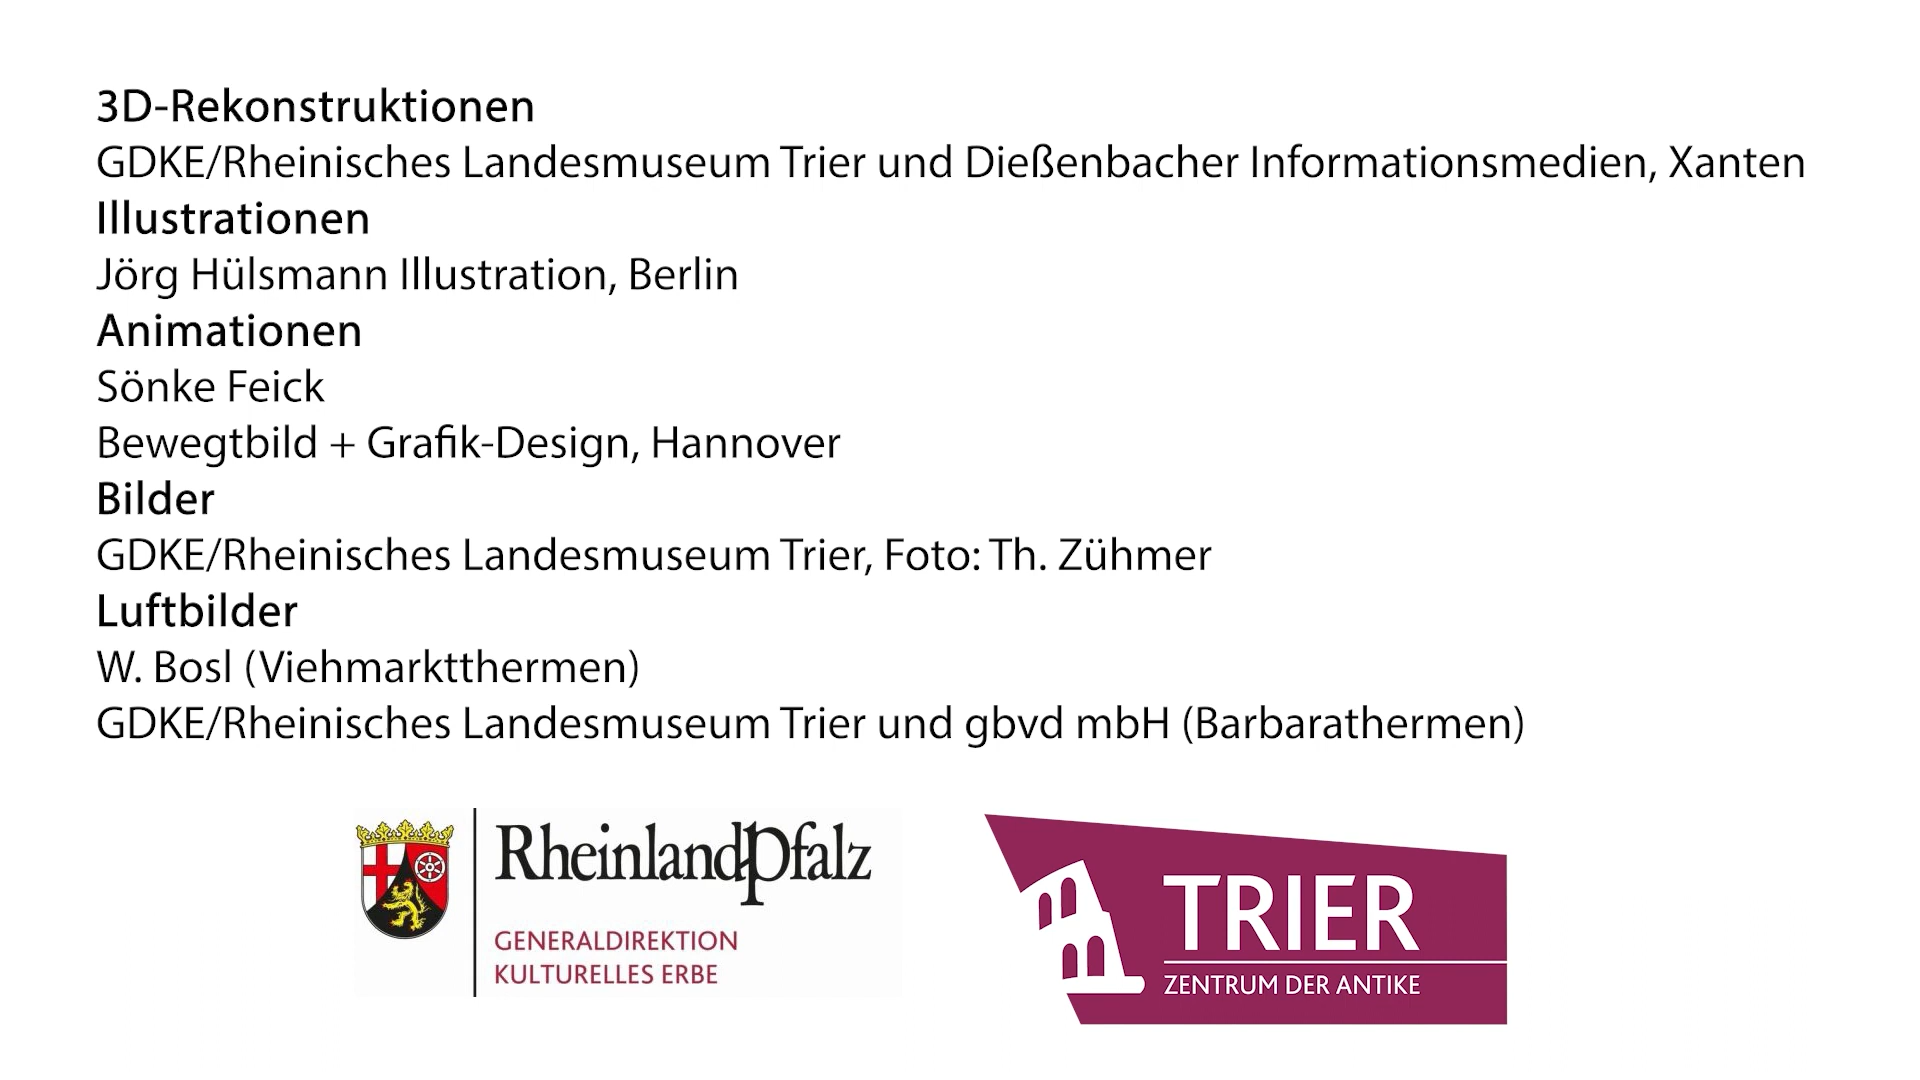 3D-Rekonstruktionen
GDKE/Rheinisches Landesmuseum Trier und Dießenbacher Informationsmedien, Xanten
Illustrationen
Jörg Hülsmann Illustration, Berlin
Animationen
Sönke Feick
Bewegtbild + Grafik-Design, Hannover
Bilder
GDKE/Rheinisches Landesmuseum Trier, Foto: Th. Zühmer
Luftbilder
W. Bosl (Viehmarktthermen)
GDKE/Rheinisches Landesmuseum Trier und gbvd mbH (Barbarathermen)
RheinlandPfalz
GENERALDIREKTION
KULTURELLES ERBE
TRIER
ZENTRUM DER ANTIKE